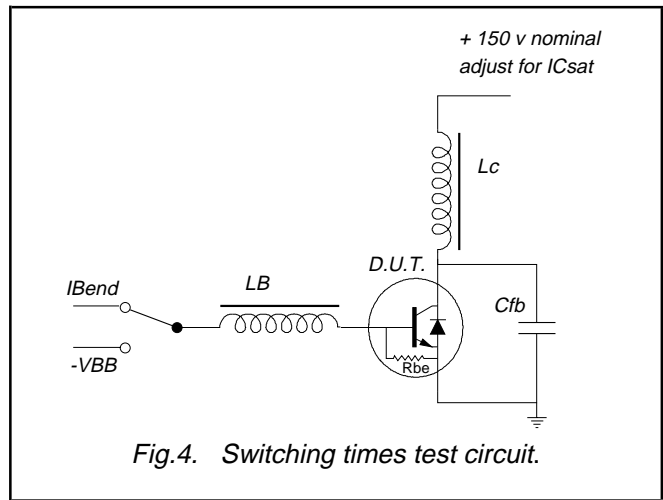 + 150 v nominal
adjust for ICsat
Lc
D.U.T.
IBend
LB
Cfb
-VBB
Rbe
Fig.4. Switching times test circuit.